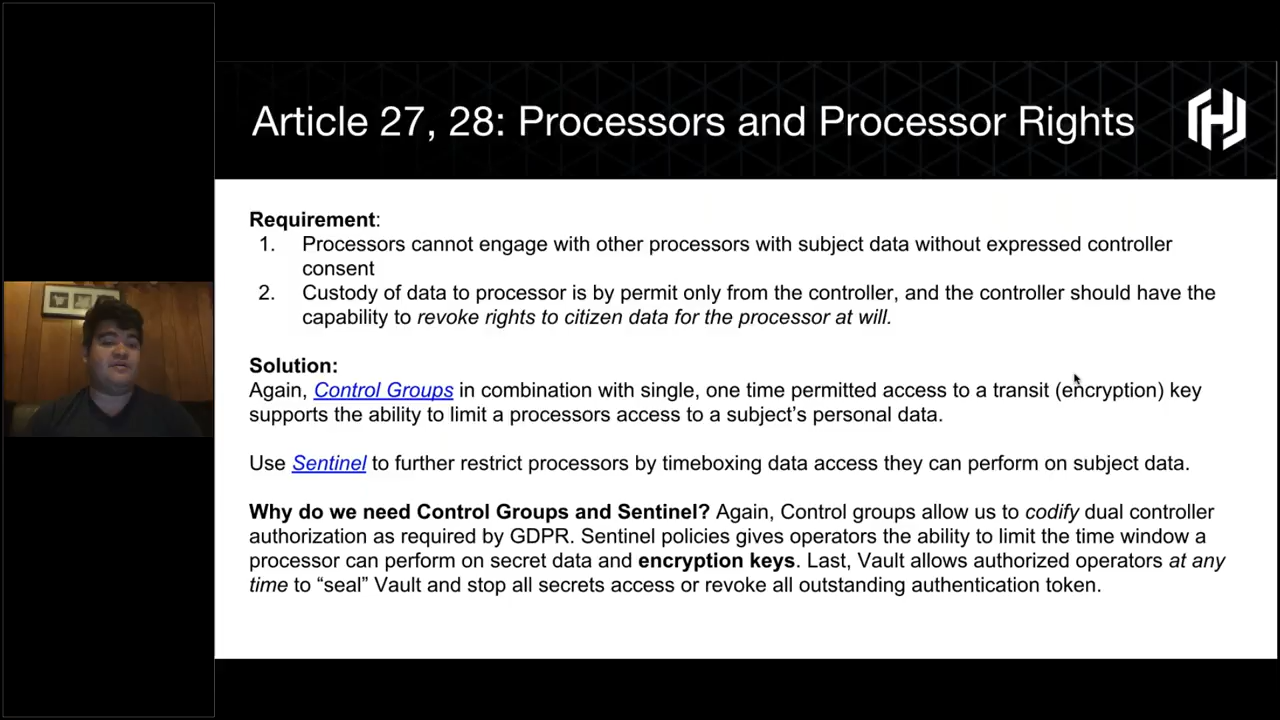 Article 27, 28: Processors and Processor Rights
Requirement:
1. Processors cannot engage with other processors with subject data without expressed controller
consent
2. Custody of data to processor is by permit only from the controller, and the controller should have the
capability to revoke rights to citizen data for the processor at will.
Solution:
Again, Control Groups in combination with single, one time permitted access to a transit (encryption) key
supports the ability to limit a processors access to a subject's personal data.
Use Sentinel to further restrict processors by timeboxing data access they can perform on subject data.
Why do we need Control Groups and Sentinel? Again, Control groups allow us to codify dual controller
authorization as required by GDPR. Sentinel policies gives operators the ability to limit the time window a
processor can perform on secret data and encryption keys. Last, Vault allows authorized operators at any
time to “seal” Vault and stop all secrets access or revoke all outstanding authentication token.